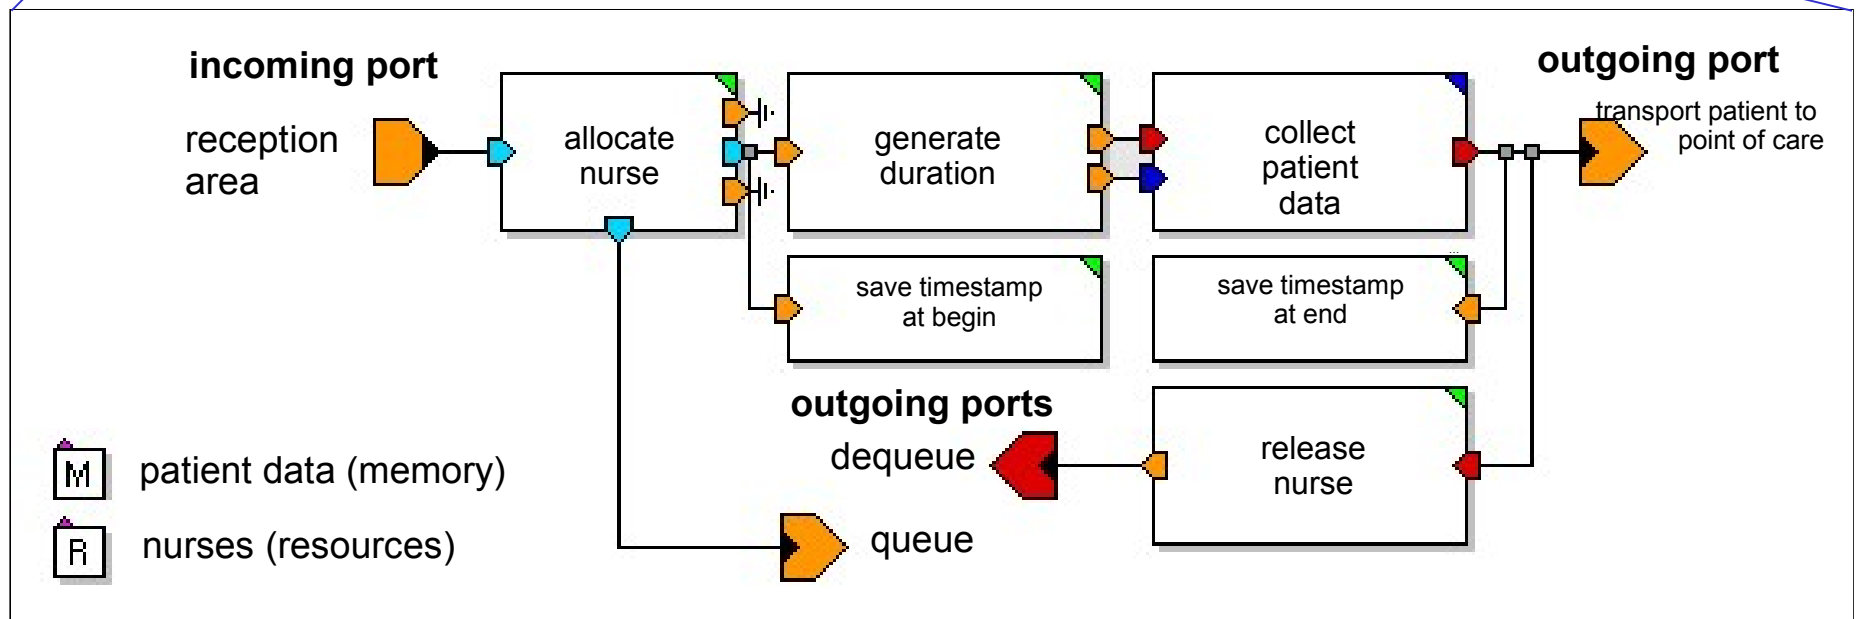 incoming port
reception
area
allocate
nurse
generate
duration
collect
patient
data
outgoing port
transport patient to
point of care
save timestamp
at begin
save timestamp
at end
outgoing ports
dequeue
release
nurse
queue
M
patient data (memory)
R
nurses (resources)